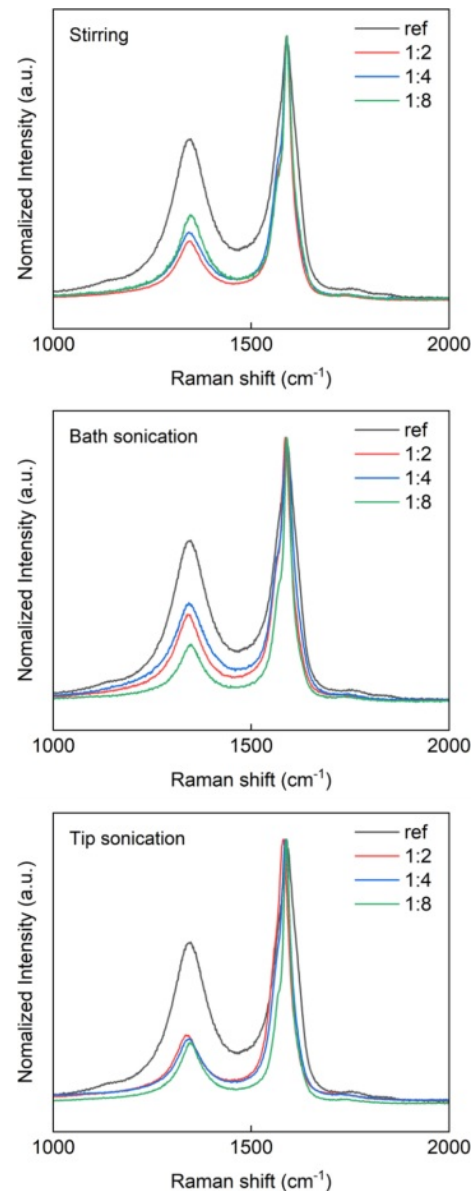 Stirring
ref
1:2
1:4
1:8
Nomalized Intensity (a.u.)
1000
1500
2000
Raman shift (cm⁻¹)
Bath sonication
ref
1:2
1:4
1:8
Nomalized Intensity (a.u.)
1000
1500
2000
Raman shift (cm⁻¹)
Tip sonication
ref
1:2
1:4
1:8
Nomalized Intensity (a.u.)
1000
1500
2000
Raman shift (cm⁻¹)